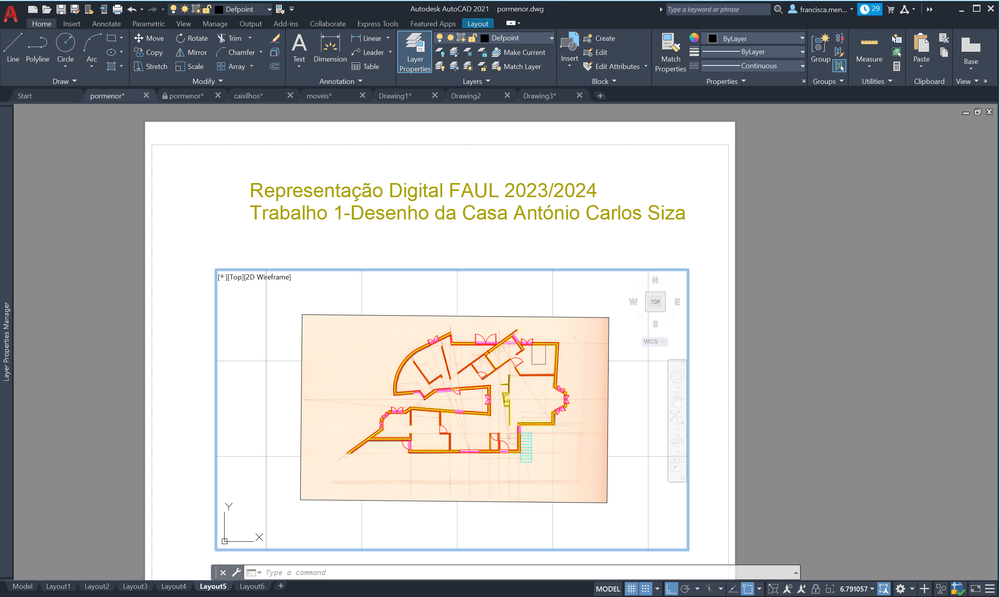 Defpoint
Autodesk AutoCAD 2021 pormenor.dwg
Type a keyword or phrase
francisca.men...
29
Home Insert Annotate Parametric View Manage Output Add-ins Collaborate Express Tools Featured Apps Layout
Line
Polyline
Circle
Arc
Draw
Move
Rotate
Trim
Copy
Mirror
Chamfer
Stretch
Scale
Array
Modify
Text
Dimension
Linear
Leader
Table
Annotation
Layer Properties
Defpoint
Make Current
Match Layer
Layers
Insert
Create
Edit
Edit Attributes
Block
Match Properties
ByLayer
ByLayer
Continuous
Properties
Group
Groups
Measure
Utilities
Paste
Clipboard
Base
View
Start
pormenor*
pormenor*
caixilhos*
moveis*
Drawing1*
Drawing2
Drawing3*
Layer Properties Manager
Representação Digital FAUL 2023/2024
Trabalho 1-Desenho da Casa António Carlos Siza
[+][Top][2D Wireframe]
N
W TOP E
S
WCS
Y
X
Type a command
Model Layout1 Layout2 Layout3 Layout4 Layout5 Layout6
MODEL
6.791057